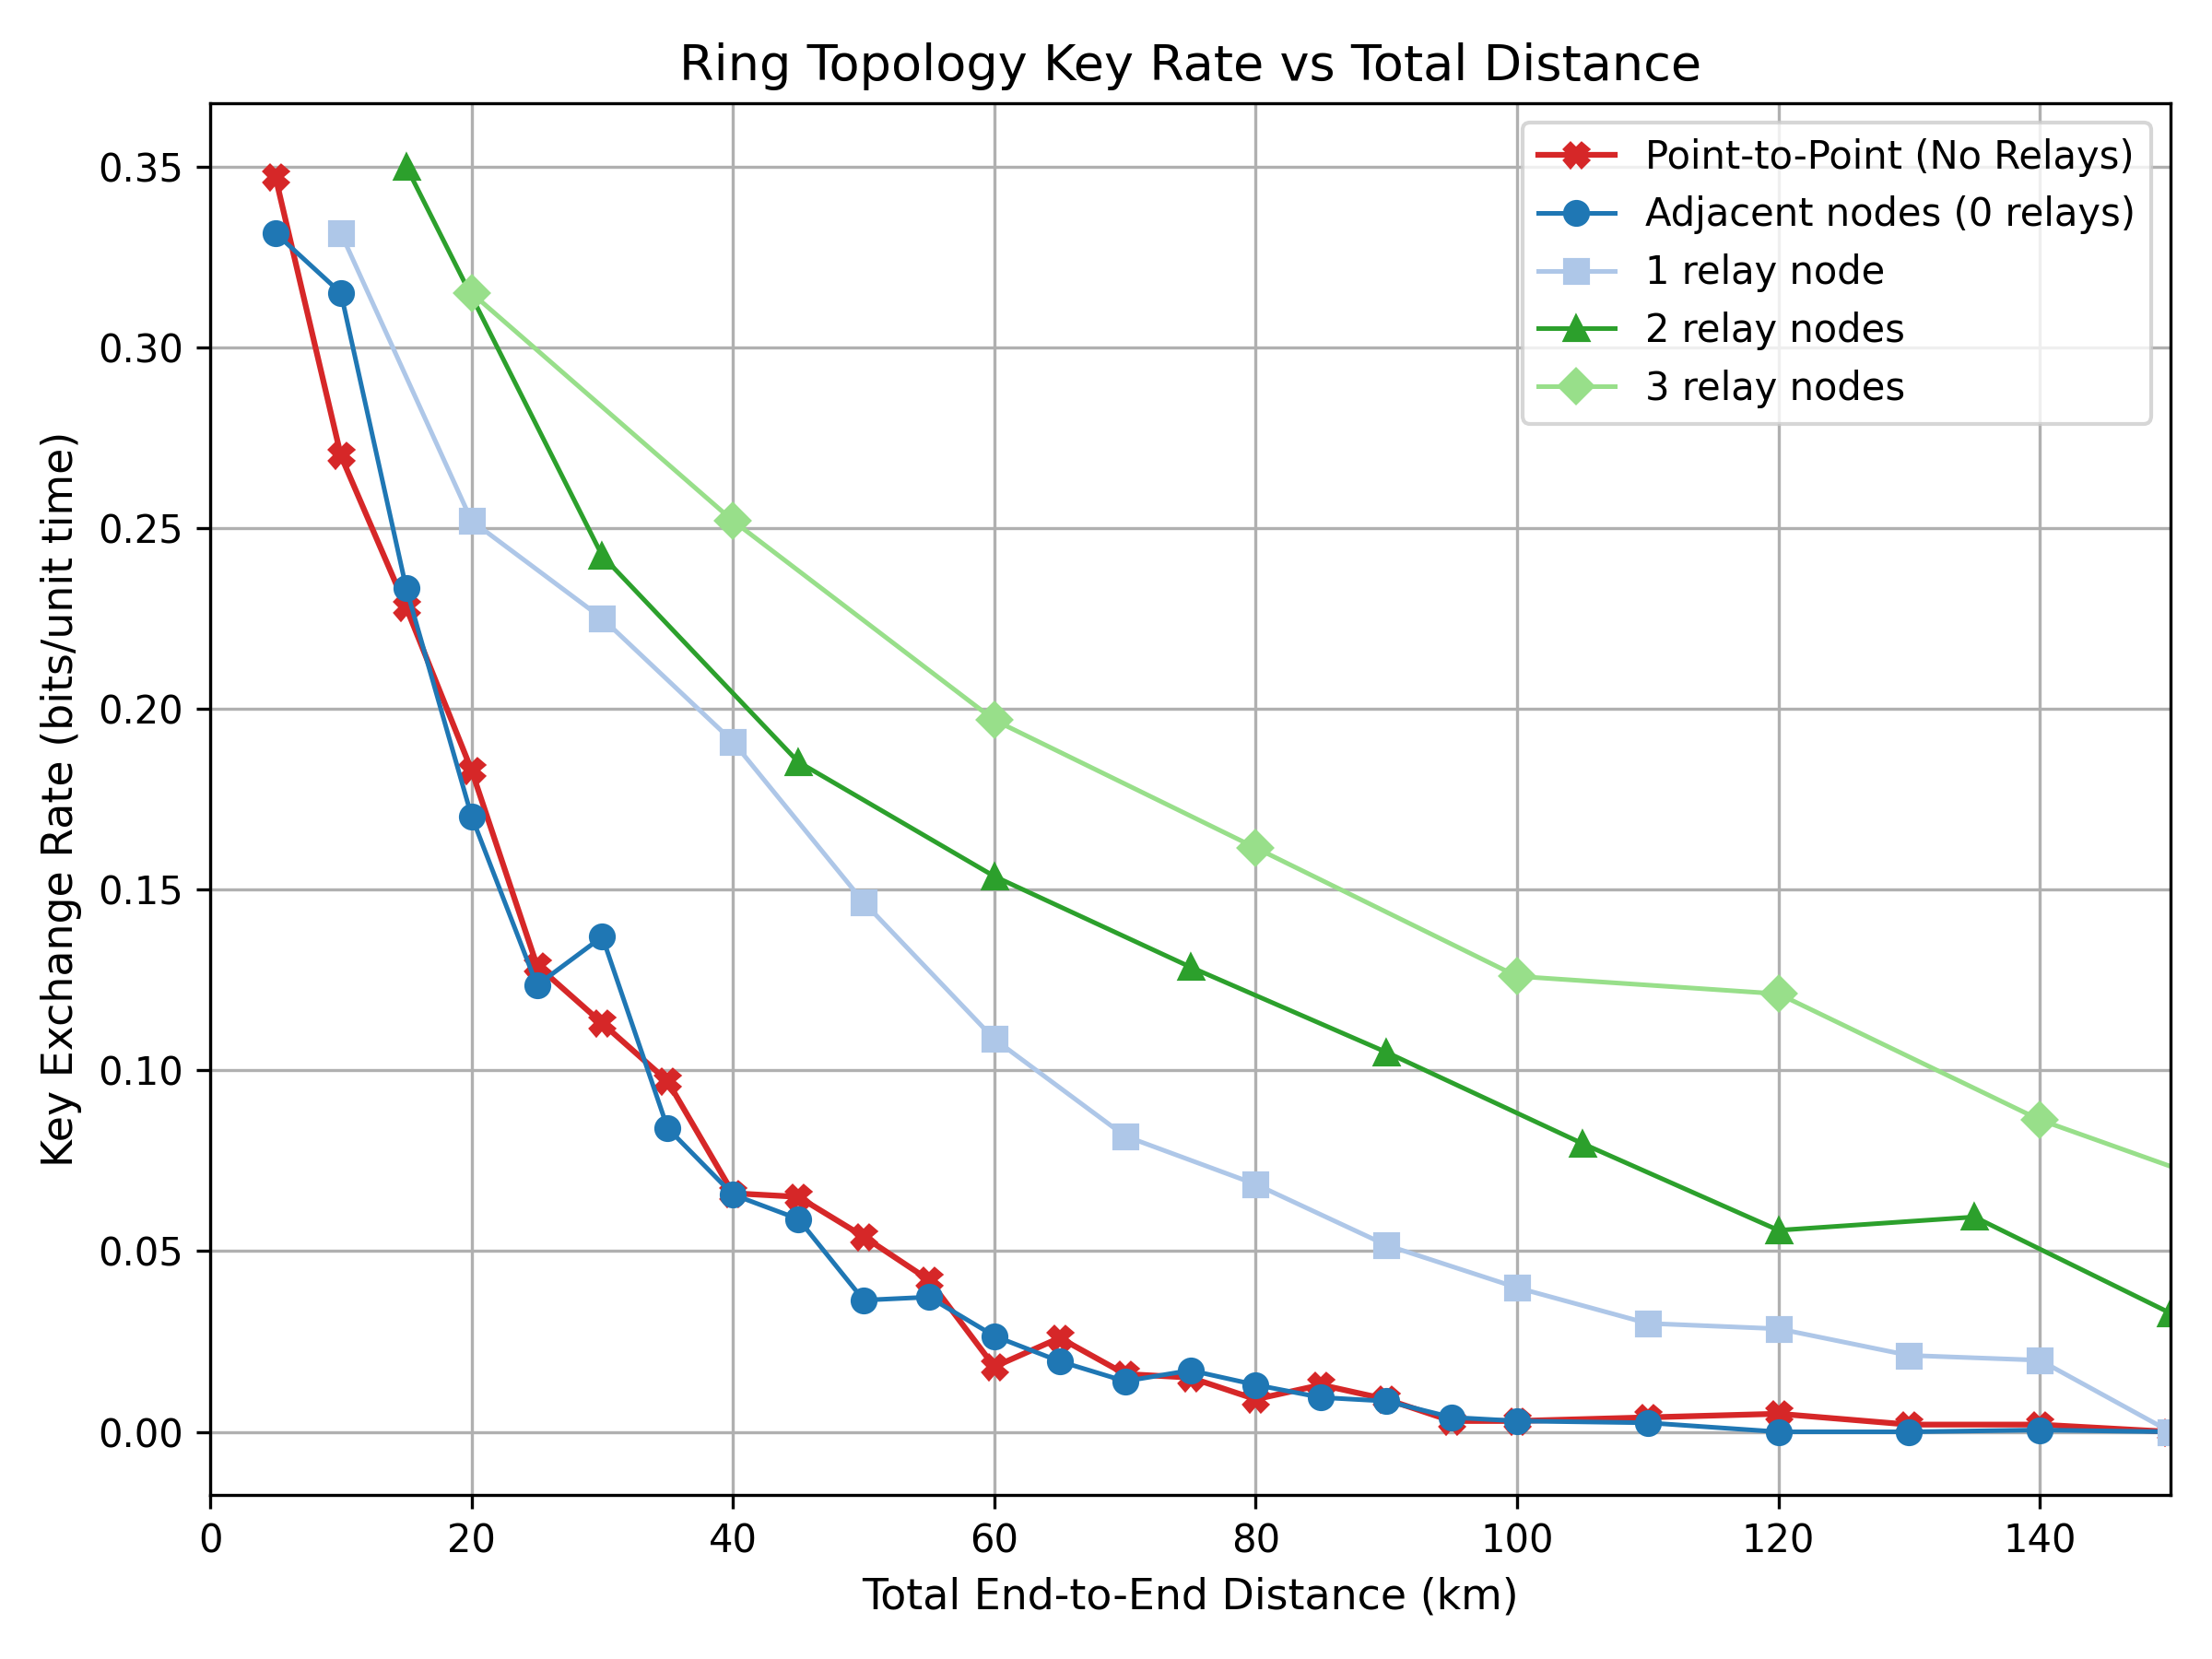 Ring Topology Key Rate vs Total Distance
Key Exchange Rate (bits/unit time)
0.35
0.30
0.25
0.20
0.15
0.10
0.05
0.00
Point-to-Point (No Relays)
Adjacent nodes (0 relays)
1 relay node
2 relay nodes
3 relay nodes
0 20 40 60 80 100 120 140
Total End-to-End Distance (km)